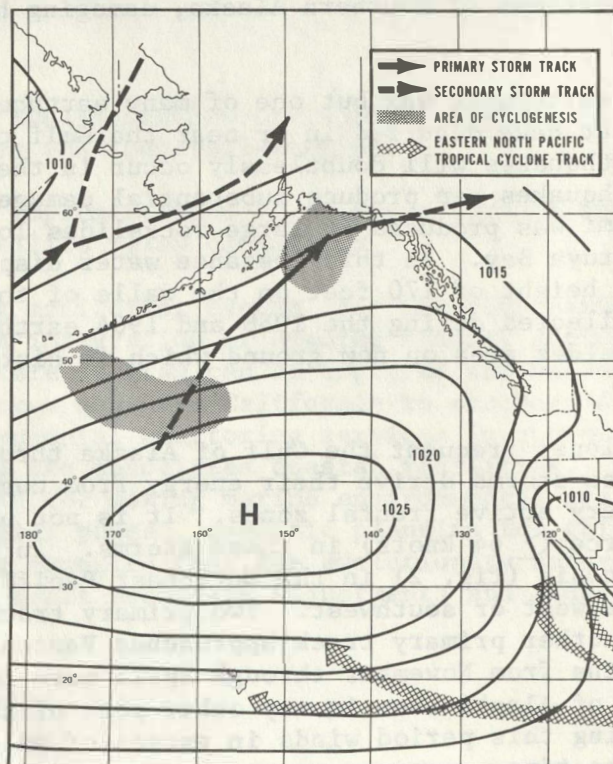 PRIMARY STORM TRACK
SECONDARY STORM TRACK
AREA OF CYCLOGENESIS
EASTERN NORTH PACIFIC
TROPICAL CYCLONE TRACK
1010
60°
1015
50°
1020
40°
H
1025
1010
180° 170° 160° 150° 140° 130° 120°
30°
20°